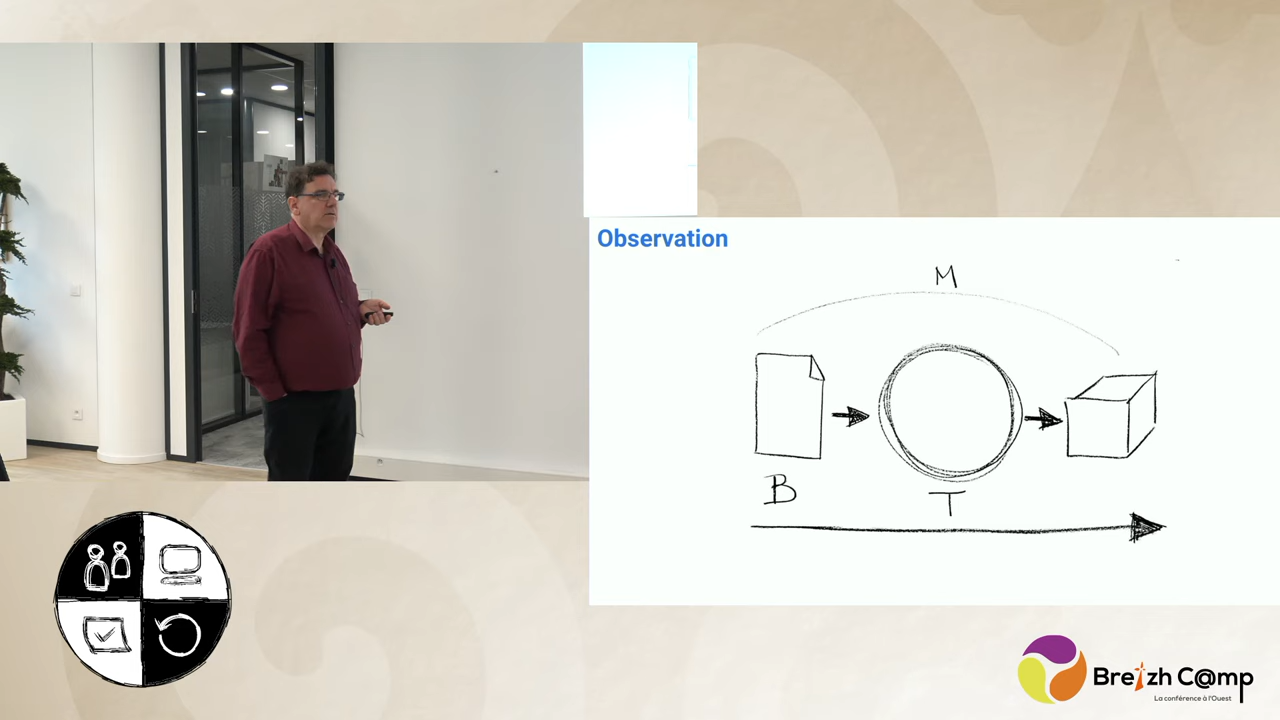 Observation
M
B
T
Breizh C@mp
La conférence à l'Ouest